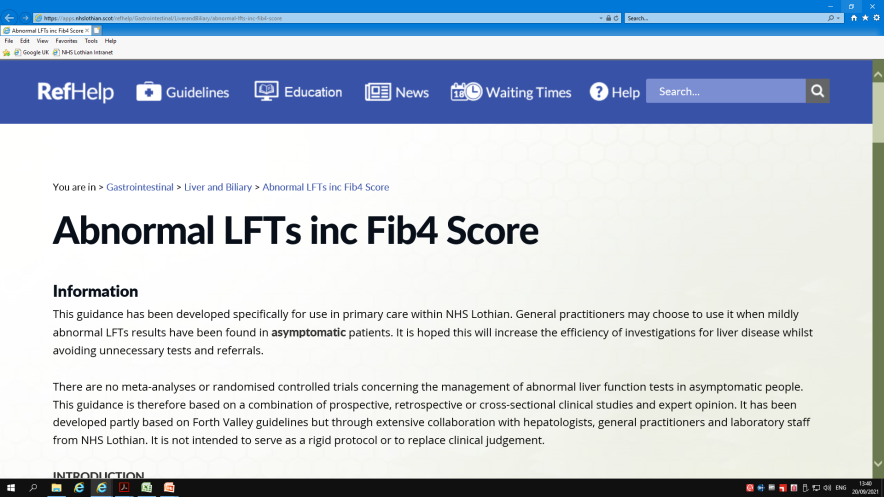 https://apps.nhslothian.scot/refhelp/Gastrointestinal/LiverandBiliary/abnormal-lfts-inc-fib4-score
Search...
Abnormal LFTs inc Fib4 Score
File Edit View Favorites Tools Help
Google UK NHS Lothian Intranet
RefHelp Guidelines Education News 18 Waiting Times ? Help Search...
You are in > Gastrointestinal > Liver and Biliary > Abnormal LFTs inc Fib4 Score
Abnormal LFTs inc Fib4 Score
Information
This guidance has been developed specifically for use in primary care within NHS Lothian. General practitioners may choose to use it when mildly
abnormal LFTs results have been found in asymptomatic patients. It is hoped this will increase the efficiency of investigations for liver disease whilst
avoiding unnecessary tests and referrals.
There are no meta-analyses or randomised controlled trials concerning the management of abnormal liver function tests in asymptomatic people.
This guidance is therefore based on a combination of prospective, retrospective or cross-sectional clinical studies and expert opinion. It has been
developed partly based on Forth Valley guidelines but through extensive collaboration with hepatologists, general practitioners and laboratory staff
from NHS Lothian. It is not intended to serve as a rigid protocol or to replace clinical judgement.
INTRODUCTION
ENG
13:40
20/09/2021